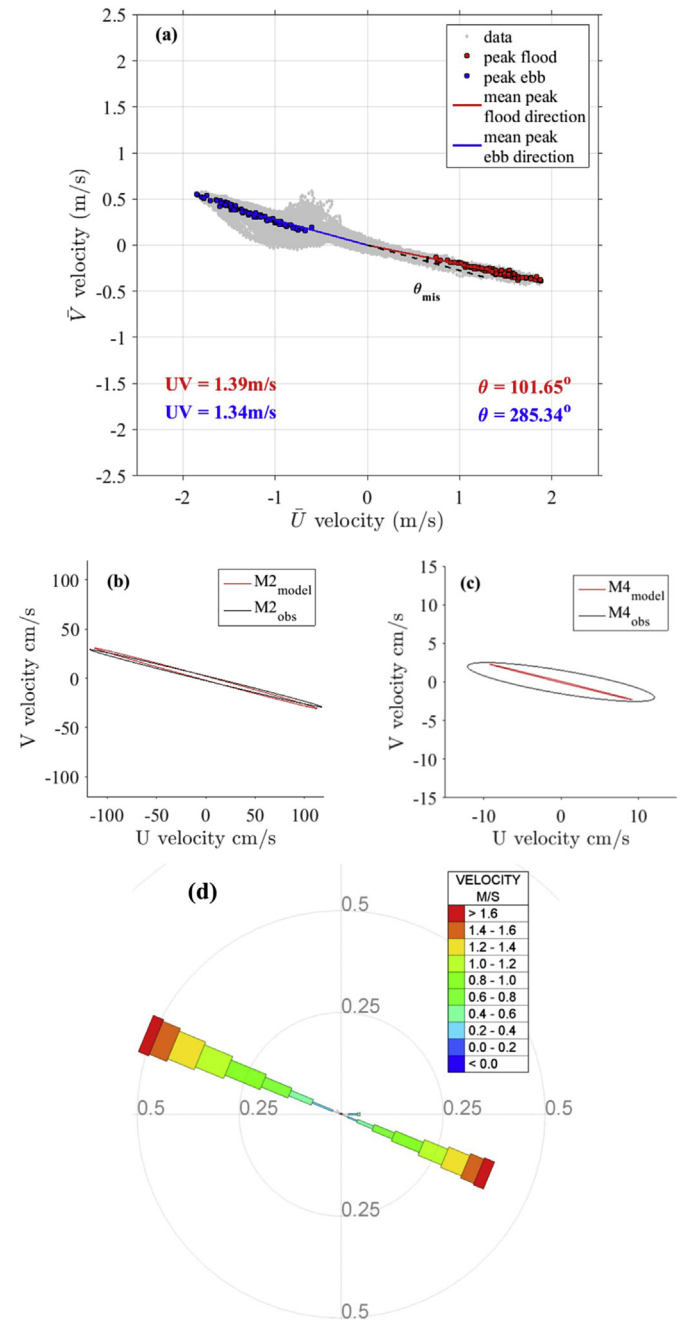 (a)
data
peak flood
peak ebb
mean peak
flood direction
mean peak
ebb direction
2.5
2
1.5
1
0.5
0
-0.5
-1
-1.5
-2
-2.5
V̄ velocity (m/s)
θmis
UV = 1.39m/s
θ = 101.65°
UV = 1.34m/s
θ = 285.34°
-2 -1 0 1 2
Ū velocity (m/s)
(b)
M2model
M2obs
100
50
0
-50
-100
V velocity cm/s
-100 -50 0 50 100
U velocity cm/s
(c)
M4model
M4obs
15
10
5
0
-5
-10
-15
V velocity cm/s
-10 0 10
U velocity cm/s
(d)
VELOCITY
M/S
> 1.6
1.4 - 1.6
1.2 - 1.4
1.0 - 1.2
0.8 - 1.0
0.6 - 0.8
0.4 - 0.6
0.2 - 0.4
0.0 - 0.2
< 0.0
0.5
0.25
0.5 0.25 0.25 0.5
0.25
0.5